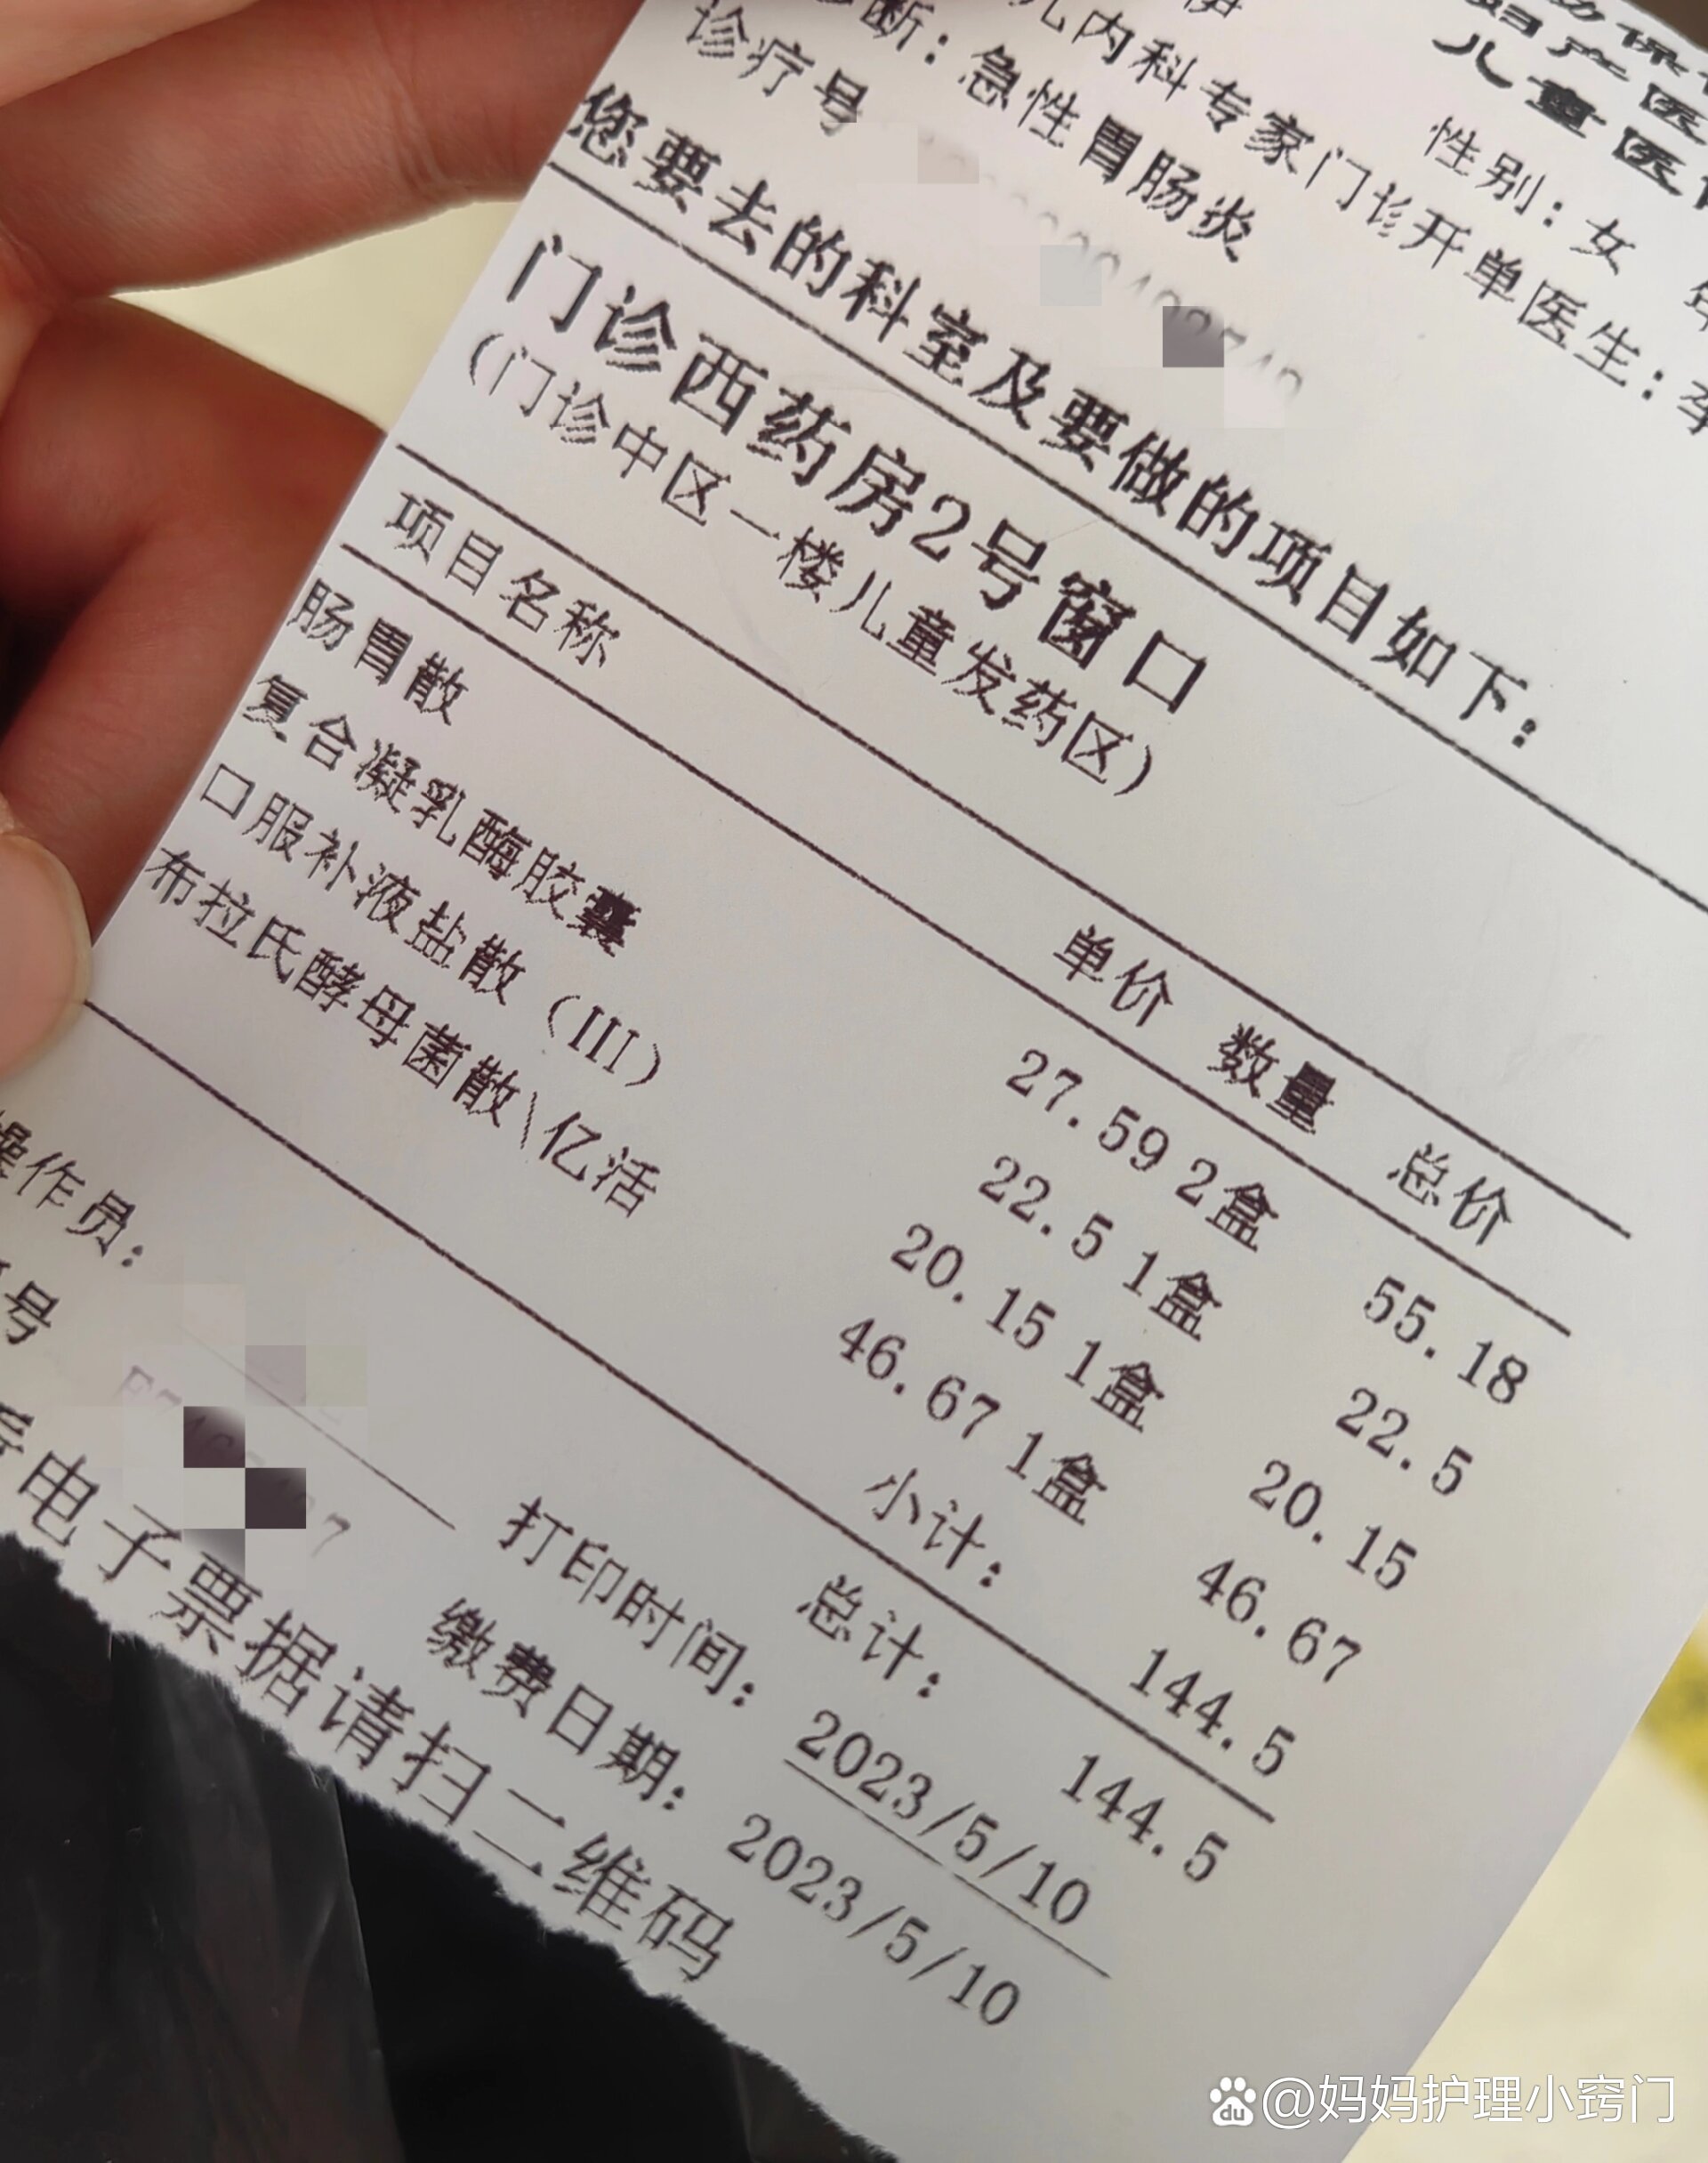 妇产医
儿童医
性别：女
儿内科专家门诊开单医生：李
断：急性胃肠炎
诊疗号
您要去的科室及要做的项目如下：
门诊西药房2号窗口
（门诊中区一楼儿童发药区）
项目名称 单价 数量 总价
肠胃散 27.59 2盒 55.18
复合凝乳酶胶囊 22.5 1盒 22.5
口服补液盐散（III） 20.15 1盒 20.15
布拉氏酵母菌散\亿活 46.67 1盒 46.67
小计： 144.5
总计： 144.5
操作员： 打印时间： 2023/5/10
号 缴费日期： 2023/5/10
电子票据请扫二维码
du @妈妈护理小窍门